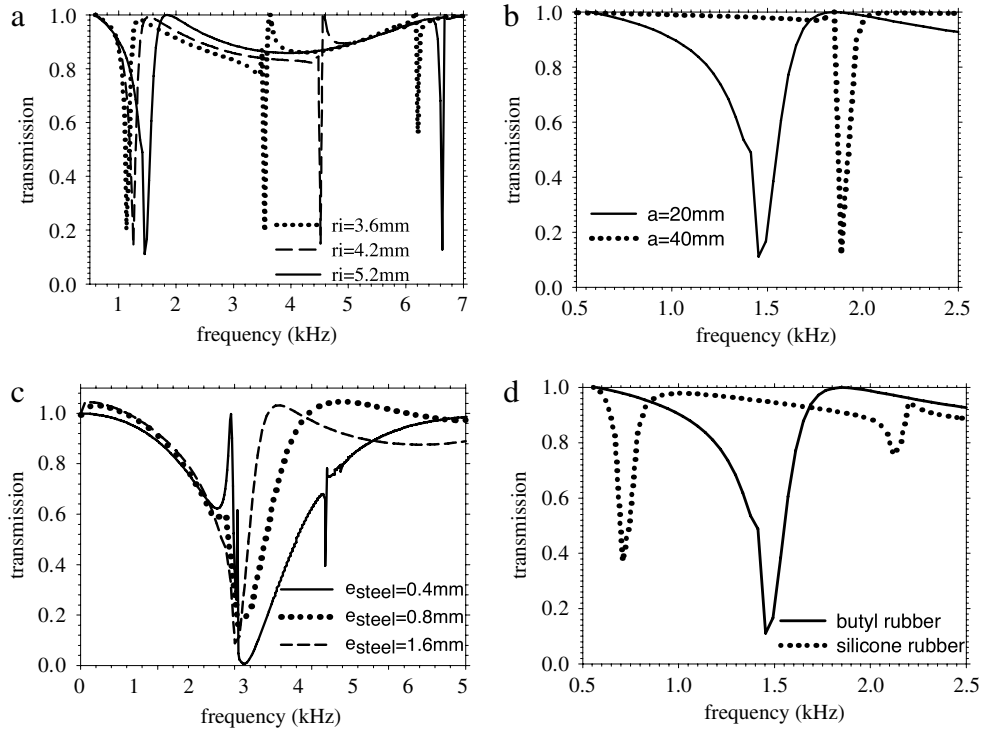 a
1.0
0.8
0.6
0.4
0.2
0.0
transmission
ri=3.6mm
ri=4.2mm
ri=5.2mm
1 2 3 4 5 6 7
frequency (kHz)
b
1.0
0.8
0.6
0.4
0.2
0.0
transmission
a=20mm
a=40mm
0.5 1.0 1.5 2.0 2.5
frequency (kHz)
c
1.0
0.8
0.6
0.4
0.2
0.0
transmission
esteel=0.4mm
esteel=0.8mm
esteel=1.6mm
0 1 2 3 4 5 6 5
frequency (kHz)
d
1.0
0.8
0.6
0.4
0.2
0.0
transmission
butyl rubber
silicone rubber
0.5 1.0 1.5 2.0 2.5
frequency (kHz)